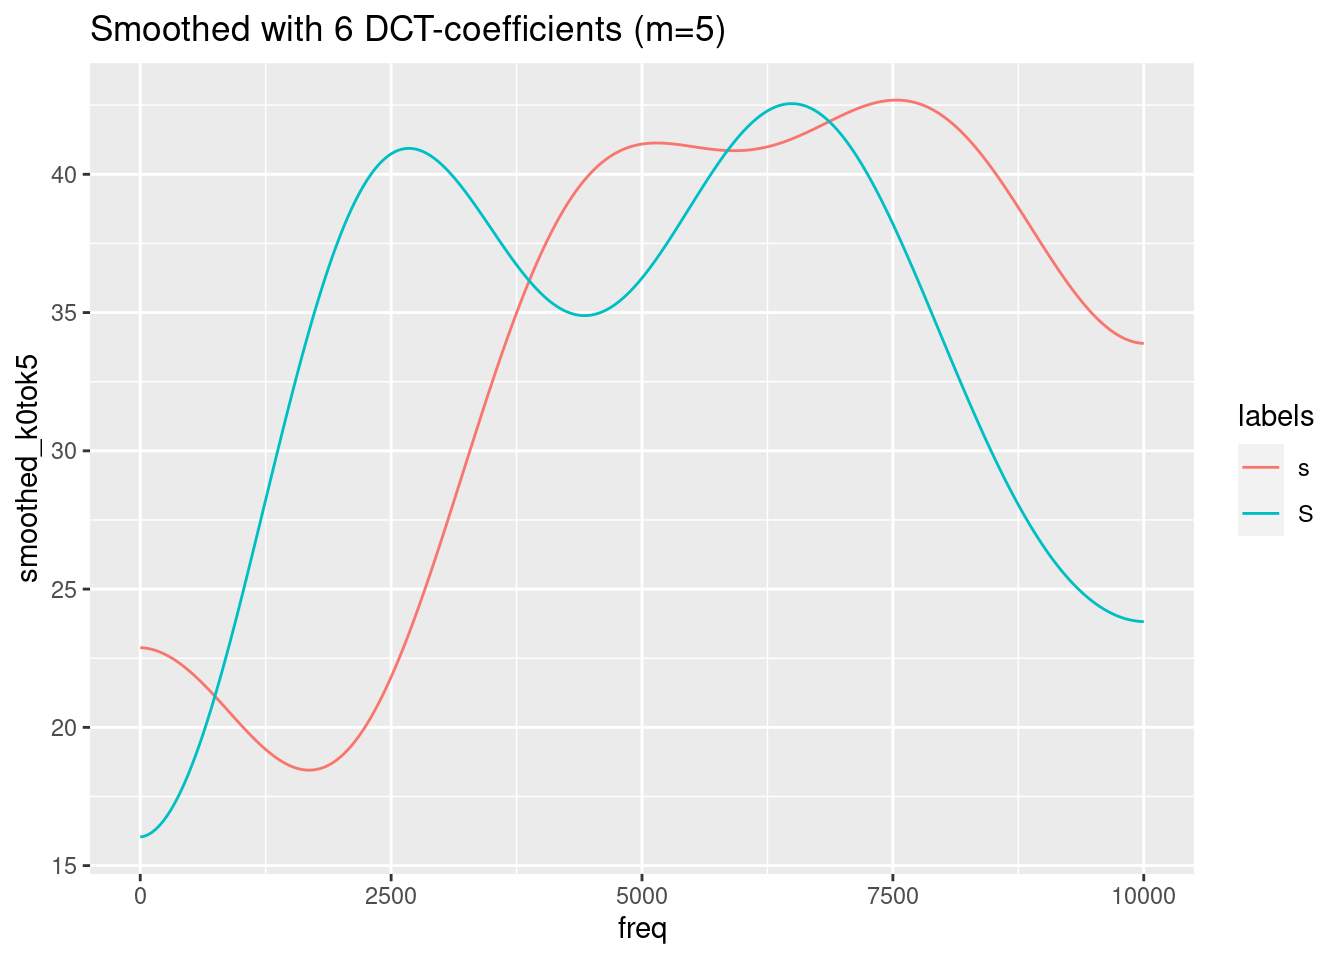 Smoothed with 6 DCT-coefficients (m=5)
smoothed_k0tok5
40
35
30
25
20
15
0 2500 5000 7500 10000
freq
labels
s
S